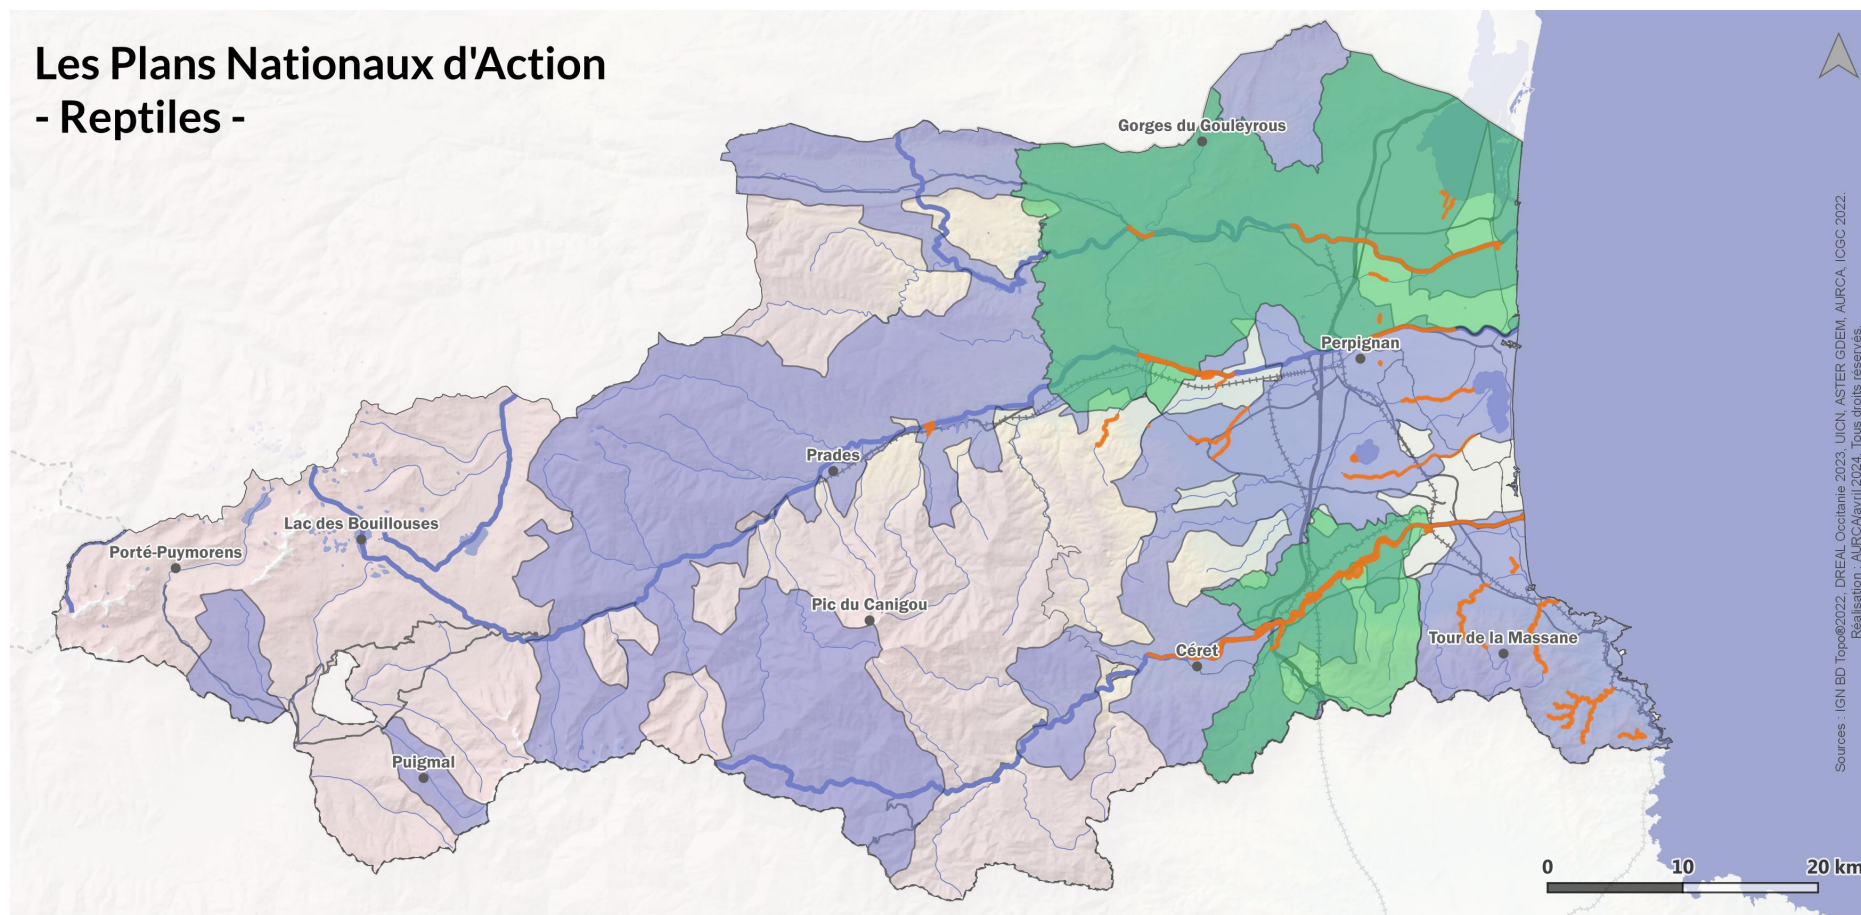 Les Plans Nationaux d'Action
- Reptiles -
Gorges du Gouleyrous
Perpignan
Prades
Lac des Bouillouses
Porté-Puymorens
Pic du Canigou
Céret
Tour de la Massane
Puigmal
0 10 20 km
Sources : IGN BD Topo®2022, DREAL Occitanie 2023, UICN, ASTER GDEM, AURCA, ICGC 2022.
Réalisation : AURCA/avril 2024. Tous droits réservés.